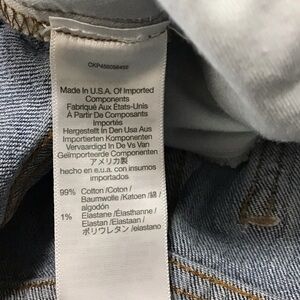 Made In U.S.A. Of Imported
Components
Fabriqué Aux États-Unis
À Partir De Composants
Importés
Hergestellt In Den Usa Aus
Importierten Komponenten
Vervaardigd In De Vs Van
Geïmporteerde Componenten
アメリカ製
hecho en e.u.a. con insumos
importados
99% Cotton /Coton /
Baumwolle /Katoen /綿 /
algodón
1% Elastane /Élasthanne /
Elastan /Elastaan /
ポリウレタン /elastano